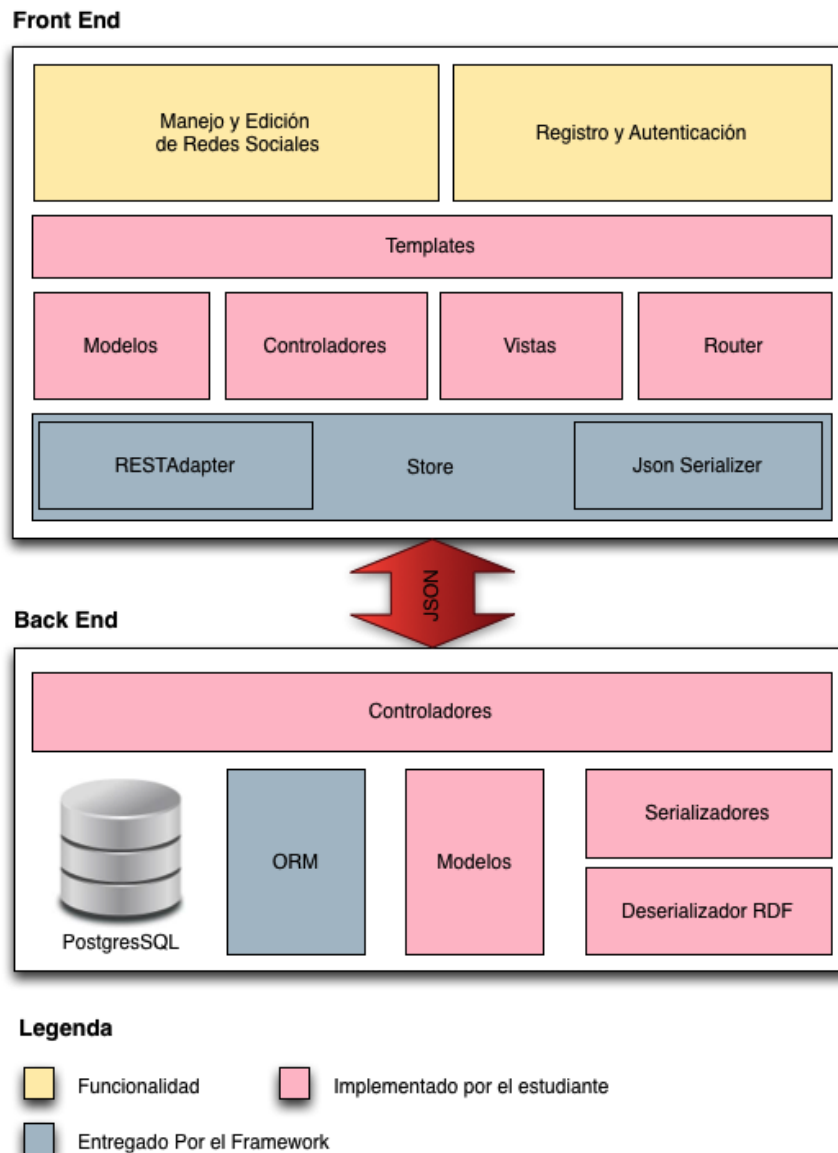 Front End
Manejo y Edición
de Redes Sociales
Registro y Autenticación
Templates
Modelos
Controladores
Vistas
Router
RESTAdapter
Store
Json Serializer
JSON
Back End
Controladores
PostgresSQL
ORM
Modelos
Serializadores
Deserializador RDF
Legenda
Funcionalidad
Implementado por el estudiante
Entregado Por el Framework